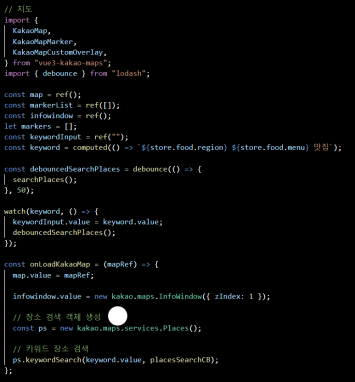 // 지도
import {
  KakaoMap,
  KakaoMapMarker,
  KakaoMapCustomOverlay,
} from "vue3-kakao-maps";
import { debounce } from "lodash";

const map = ref();
const markerList = ref([]);
const infowindow = ref();
let markers = [];
const keywordInput = ref("");
const keyword = computed(() => `${store.food.region} ${store.food.menu} 맛집`);

const debouncedSearchPlaces = debounce(() => {
  searchPlaces();
}, 50);

watch(keyword, () => {
  keywordInput.value = keyword.value;
  debouncedSearchPlaces();
});

const onLoadKakaoMap = (mapRef) => {
  map.value = mapRef;

  infowindow.value = new kakao.maps.InfoWindow({ zIndex: 1 });

  // 장소 검색 객체 생성
  const ps = new kakao.maps.services.Places();

  // 키워드 장소 검색
  ps.keywordSearch(keyword.value, placesSearchCB);
};